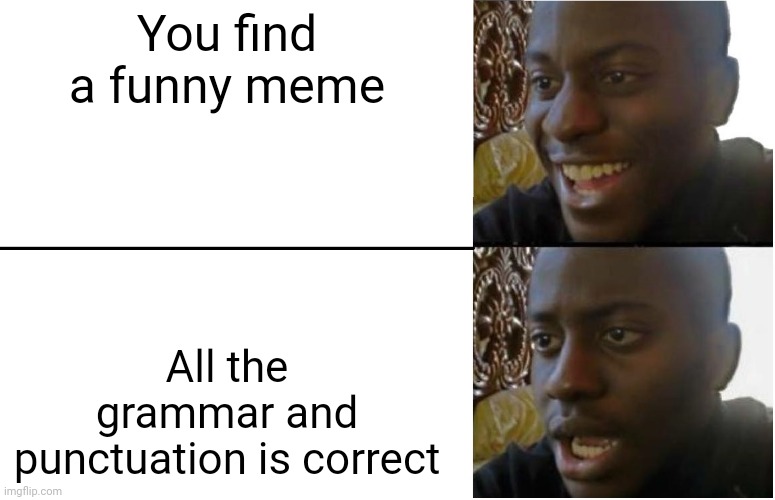 You find
a funny meme
All the
grammar and
punctuation is correct
imgflip.com